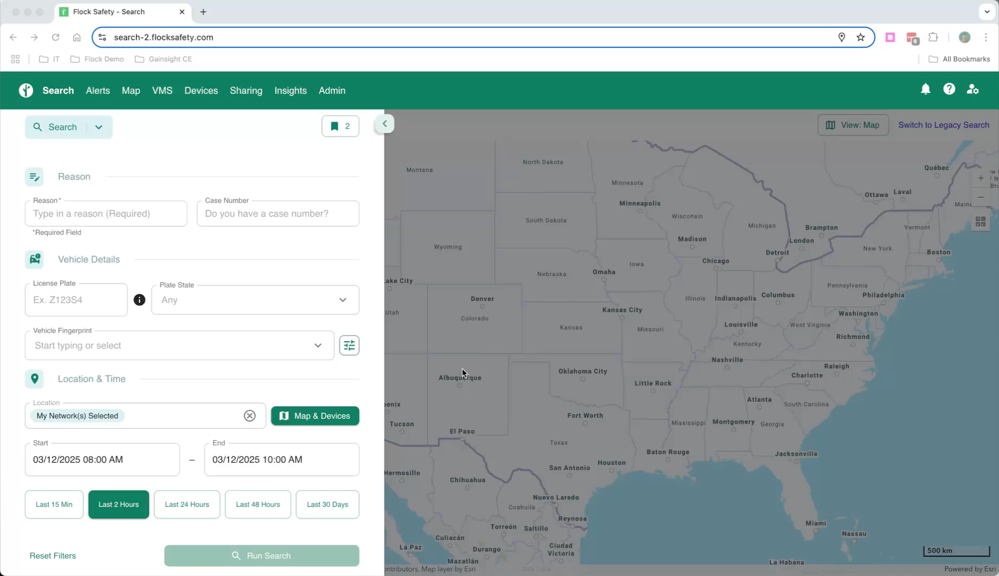 Flock Safety - Search
search-2.flocksafety.com
9
IT
Flock Demo
Gainsight CE
All Bookmarks
Search
Alerts
Map
VMS
Devices
Sharing
Insights
Admin
Search
2
View: Map
Switch to Legacy Search
Reason
Reason*
Type in a reason (Required)
Case Number
Do you have a case number?
*Required Field
Vehicle Details
License Plate
Ex. Z123S4
Plate State
Any
Vehicle Fingerprint
Start typing or select
Location & Time
Location
My Network(s) Selected
Map & Devices
Start
03/12/2025 08:00 AM
–
End
03/12/2025 10:00 AM
Last 15 Min
Last 2 Hours
Last 24 Hours
Last 48 Hours
Last 30 Days
Reset Filters
Run Search
North Dakota
Montana
Québec
Minnesota
Ottawa
Laval
Minneapolis
Maine
Wisconsin
South Dakota
Michigan
Brampton
Vermont
Madison
London
Wyoming
New York
Detroit
Boston
Chicago
Iowa
Nebraska
Omaha
Lake City
Pennsylvania
Philadelphia
Denver
Illinois
Indianapolis
Columbus
Kansas City
Utah
Washington
Colorado
Kansas
Missouri
Louisville
West Virginia
Richmond
Kentucky
Nashville
Raleigh
Oklahoma City
Albuquerque
Little Rock
Charlotte
Atlanta
South Carolina
oenix
Fort Worth
Tucson
Mississippi
Montgomery
Georgia
El Paso
Texas
Baton Rouge
Jacksonville
Houston
San Antonio
Hermosillo
Chihuahua
Nuevo Laredo
Coahuila
Reynosa
Miami
Torreón
Saltillo
Nassau
Culiacán
La Paz
Durango
Ciudad
Victoria
Mazatlán
La Habana
500 km
ontributors, Map layer by Esri
Powered by Esri